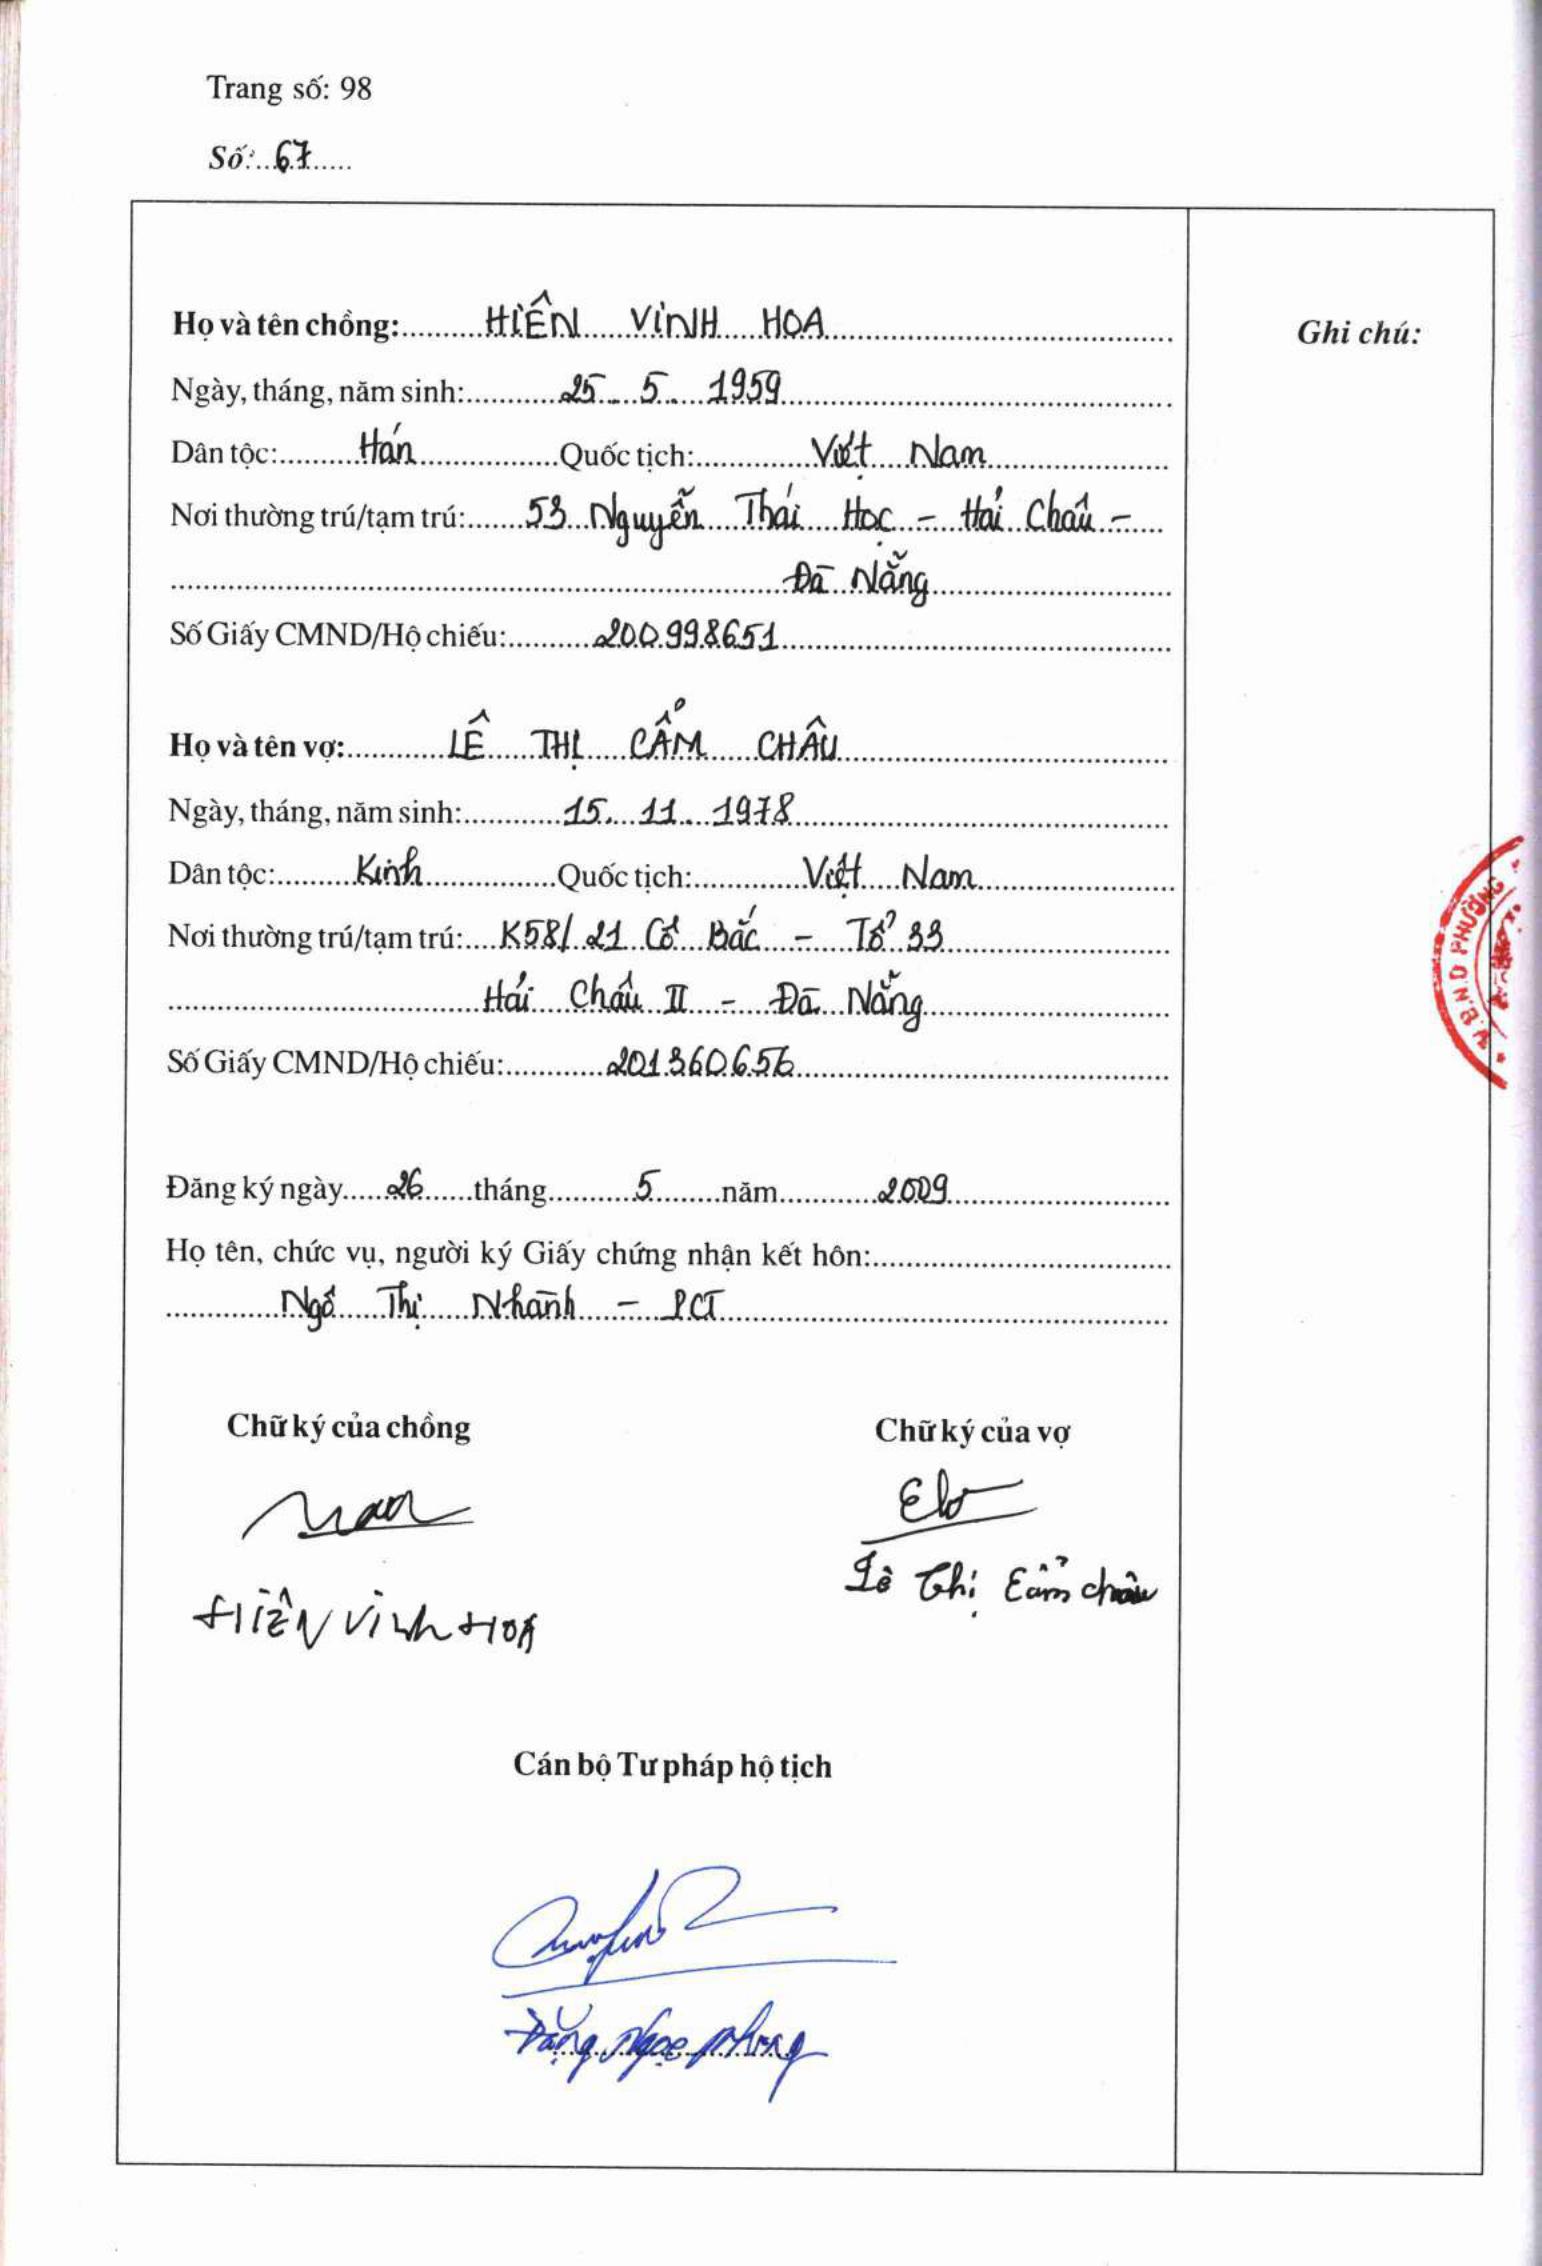 Trang số: 98
Số: 67
Họ và tên chồng: HIÊN VĨNH HOA
Ghi chú:
Ngày, tháng, năm sinh: 25. 5. 1959
Dân tộc: Hán Quốc tịch: Việt Nam
Nơi thường trú/tạm trú: 53 Nguyễn Thái Học - Hải Châu -
Đà Nẵng
Số Giấy CMND/Hộ chiếu: 200998651
Họ và tên vợ: LÊ THỊ CẨM CHÂU
Ngày, tháng, năm sinh: 15. 11. 1978
Dân tộc: Kinh Quốc tịch: Việt Nam
Nơi thường trú/tạm trú: K58/21 Cô Bắc - Tổ 33
Hải Châu II - Đà Nẵng
Số Giấy CMND/Hộ chiếu: 201360656
U.B.N.D PHƯỜNG
Đăng ký ngày 26 tháng 5 năm 2009
Họ tên, chức vụ, người ký Giấy chứng nhận kết hôn:
Ngô Thị Nhành - PCT
Chữ ký của chồng Chữ ký của vợ
Lê Thị Cẩm Châu
HIÊN Vĩnh HOA
Cán bộ Tư pháp hộ tịch
Đặng Ngọc Phong